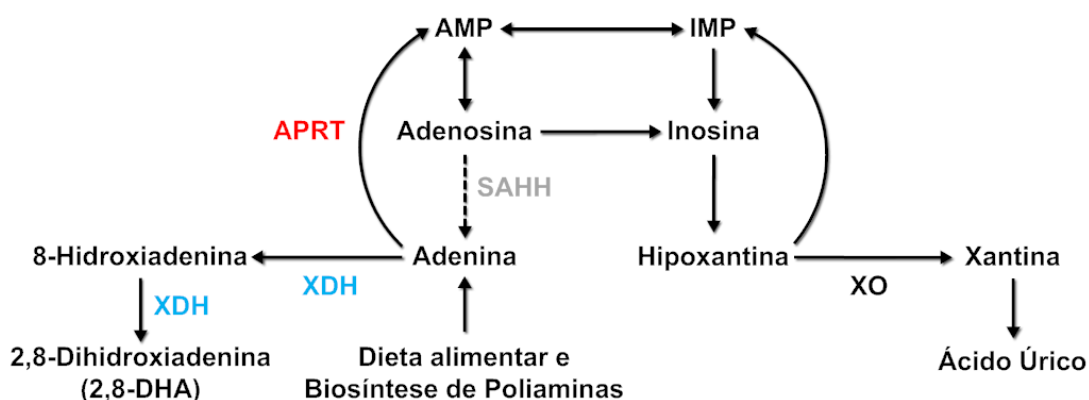 AMP
IMP
APRT
Adenosina
Inosina
SAHH
8-Hidroxiadenina
Adenina
Hipoxantina
Xantina
XDH
XDH
XO
2,8-Dihidroxiadenina
(2,8-DHA)
Dieta alimentar e
Biosíntese de Poliaminas
Ácido Úrico